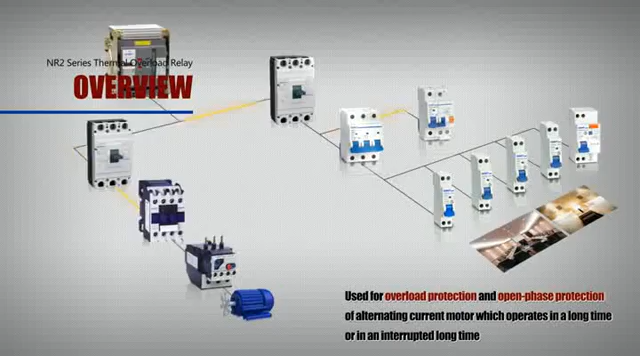 NR2 Series Thermal Overload Relay
OVERVIEW
Used for overload protection and open-phase protection
of alternating current motor which operates in a long time
or in an interrupted long time